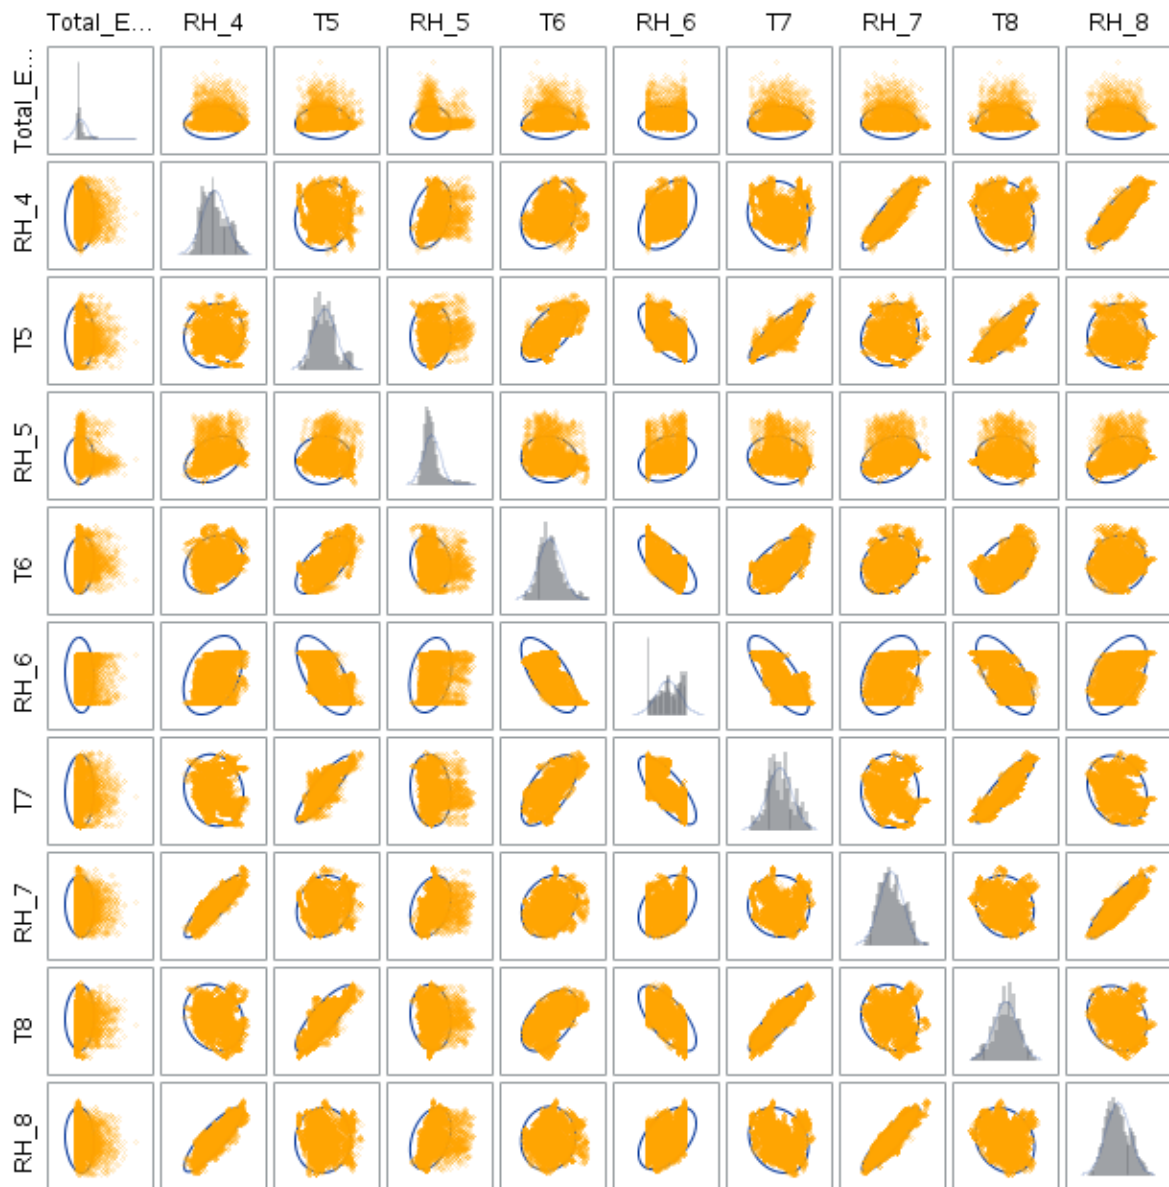 Total_E... RH_4 T5 RH_5 T6 RH_6 T7 RH_7 T8 RH_8
Total_E...
RH_4
T5
RH_5
T6
RH_6
T7
RH_7
T8
RH_8